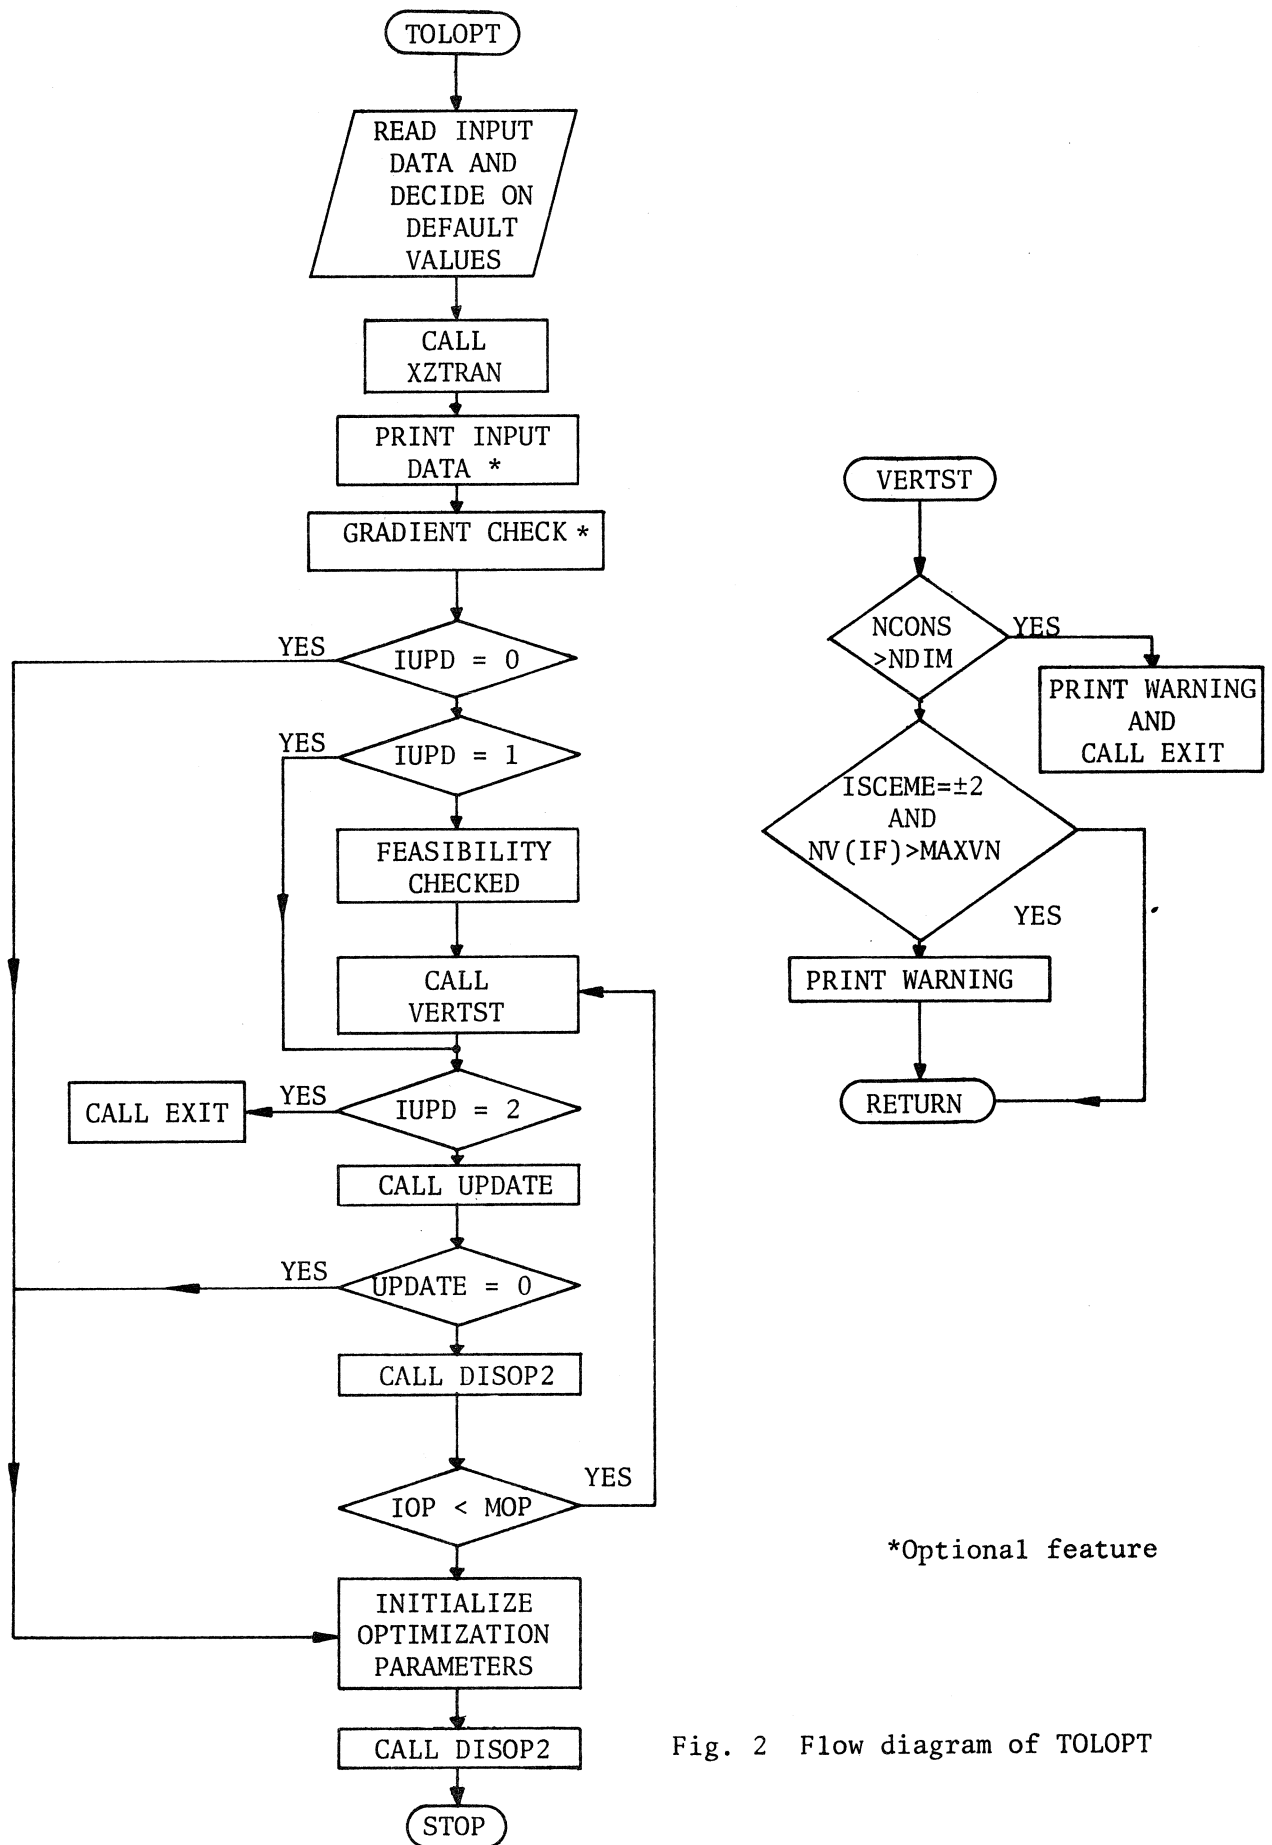 TOLOPT
READ INPUT
DATA AND
DECIDE ON
DEFAULT
VALUES
CALL
XZTRAN
PRINT INPUT
DATA *
GRADIENT CHECK *
YES
IUPD = 0
YES
IUPD = 1
FEASIBILITY
CHECKED
CALL
VERTST
YES
CALL EXIT
IUPD = 2
CALL UPDATE
YES
UPDATE = 0
CALL DISOP2
YES
IOP < MOP
INITIALIZE
OPTIMIZATION
PARAMETERS
CALL DISOP2
STOP
VERTST
NCONS
>NDIM
YES
PRINT WARNING
AND
CALL EXIT
ISCEME=±2
AND
NV(IF)>MAXVN
YES
PRINT WARNING
RETURN
*Optional feature
Fig. 2 Flow diagram of TOLOPT